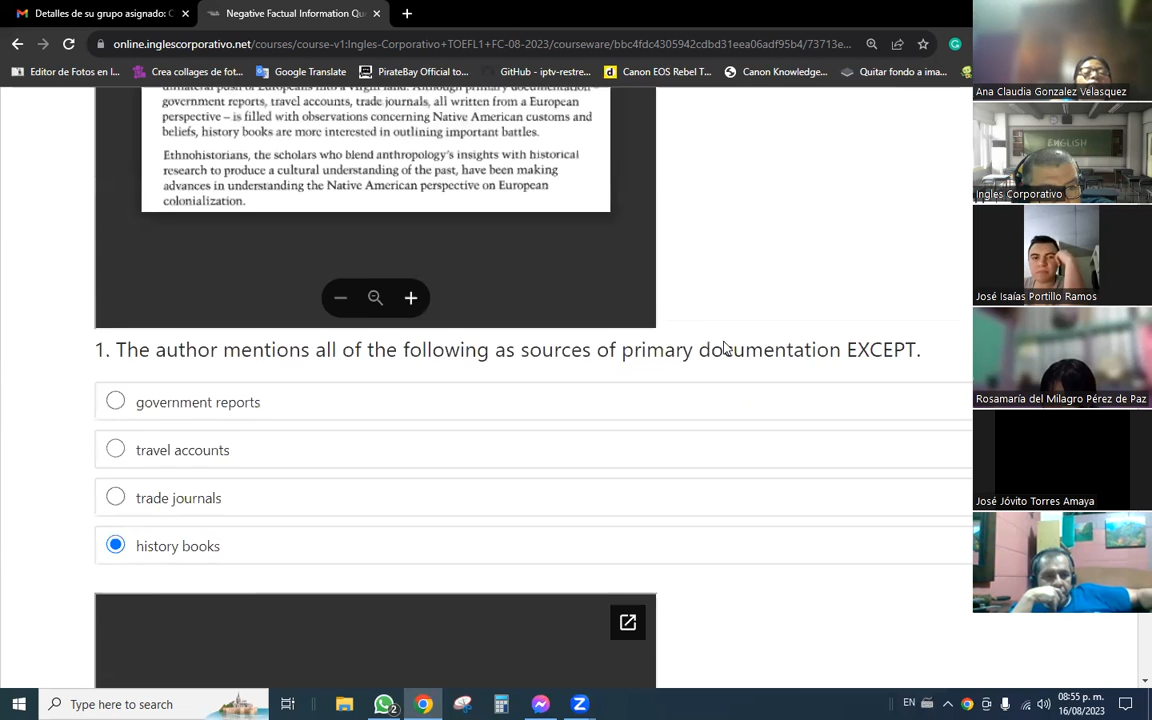 Detalles de su grupo asignado: C
Negative Factual Information Qu
online.inglescorporativo.net/courses/course-v1:Ingles-Corporativo+TOEFL1+FC-08-2023/courseware/bbc4fdc4305942cdbd31eea06adf95b4/73713e...
Editor de Fotos en l...
Crea collages de fot...
Google Translate
PirateBay Official to...
GitHub - iptv-restre...
Canon EOS Rebel T...
Canon Knowledge...
Quitar fondo a ima...
government reports, travel accounts, trade journals, all written from a European
perspective – is filled with observations concerning Native American customs and
beliefs, history books are more interested in outlining important battles.
Ethnohistorians, the scholars who blend anthropology's insights with historical
research to produce a cultural understanding of the past, have been making
advances in understanding the Native American perspective on European
colonialization.
1. The author mentions all of the following as sources of primary documentation EXCEPT.
government reports
travel accounts
trade journals
history books
Ana Claudia Gonzalez Velasquez
ENGLISH
Ingles Corporativo
José Isaías Portillo Ramos
Rosamaría del Milagro Pérez de Paz
José Jóvito Torres Amaya
Type here to search
2
EN
08:55 p. m.
16/08/2023